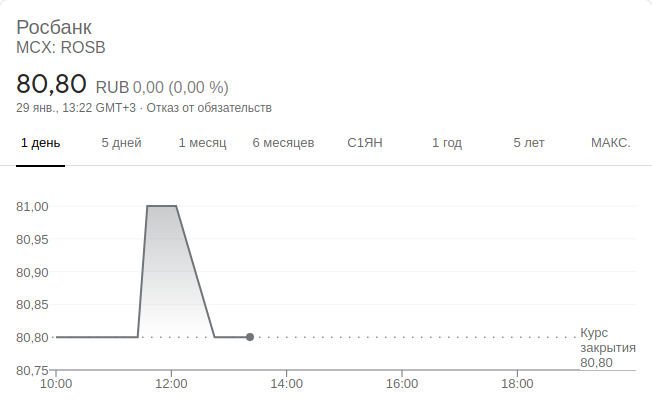 Росбанк
MCX: ROSB
80,80 RUB 0,00 (0,00 %)
29 янв., 13:22 GMT+3 · Отказ от обязательств
1 день 5 дней 1 месяц 6 месяцев С1ЯН 1 год 5 лет МАКС.
81,00
80,95
80,90
80,85
80,80
80,75
Курс
закрытия
80,80
10:00 12:00 14:00 16:00 18:00